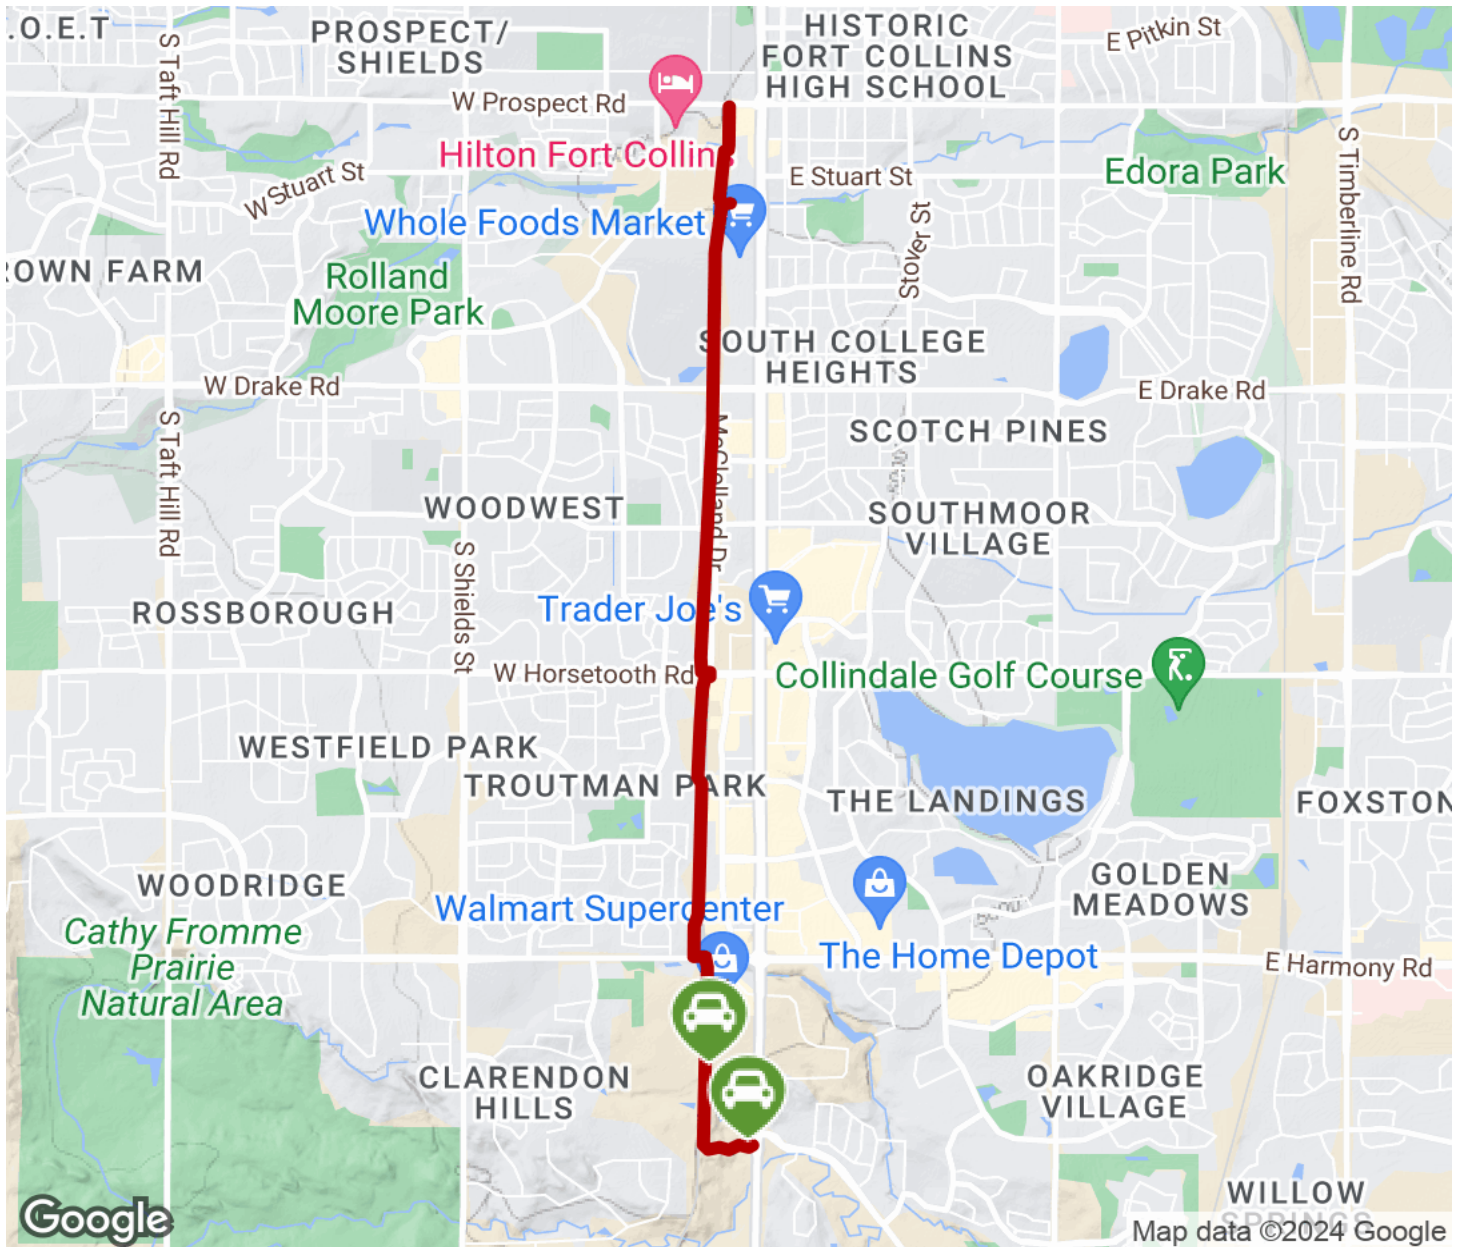 .O.E.T
PROSPECT/
SHIELDS
HISTORIC
FORT COLLINS
HIGH SCHOOL
E Pitkin St
S Taft Hill Rd
W Prospect Rd
Hilton Fort Collins
W Stuart St
E Stuart St
Edora Park
S Timberline Rd
Whole Foods Market
Stover St
ROWN FARM
Rolland
Moore Park
SOUTH COLLEGE
HEIGHTS
W Drake Rd
E Drake Rd
S Taft Hill Rd
McClelland Dr
SCOTCH PINES
WOODWEST
SOUTHMOOR
VILLAGE
S Shields St
ROSSBOROUGH
Trader Joe's
W Horsetooth Rd
Collindale Golf Course
WESTFIELD PARK
TROUTMAN PARK
THE LANDINGS
FOXSTON
WOODRIDGE
GOLDEN
MEADOWS
Walmart Supercenter
Cathy Fromme
Prairie
Natural Area
The Home Depot
E Harmony Rd
CLARENDON
HILLS
OAKRIDGE
VILLAGE
WILLOW
SPRINGS
Google
Map data ©2024 Google